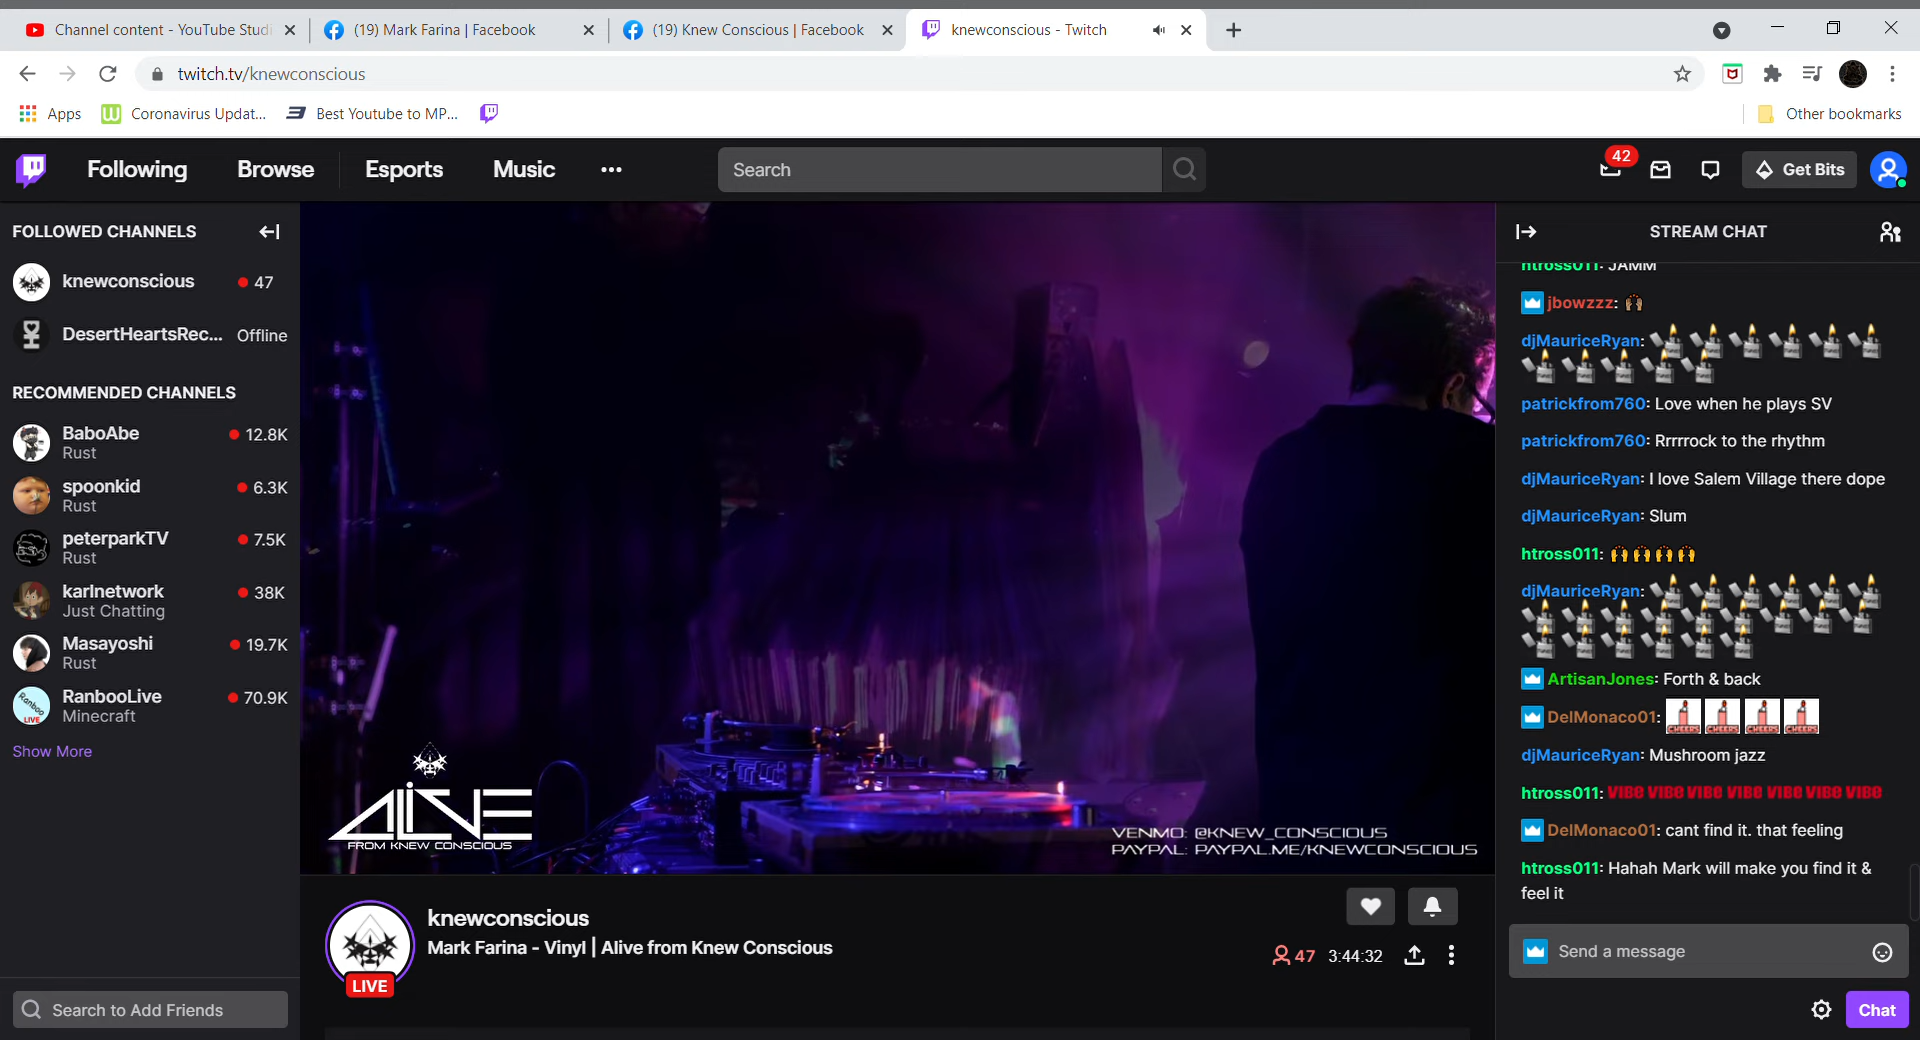 Channel content - YouTube Studi
(19) Mark Farina | Facebook
(19) Knew Conscious | Facebook
knewconscious - Twitch
twitch.tv/knewconscious
Apps
Coronavirus Updat...
Best Youtube to MP...
Other bookmarks
Following
Browse
Esports
Music
Search
42
Get Bits
FOLLOWED CHANNELS
knewconscious 47
DesertHeartsRec... Offline
RECOMMENDED CHANNELS
BaboAbe 12.8K
Rust
spoonkid 6.3K
Rust
peterparkTV 7.5K
Rust
karlnetwork 38K
Just Chatting
Masayoshi 19.7K
Rust
RanbooLive 70.9K
Minecraft
Show More
Search to Add Friends
ALIVE
FROM KNEW CONSCIOUS
VENMO: @KNEW_CONSCIOUS
PAYPAL: PAYPAL.ME/KNEWCONSCIOUS
LIVE
knewconscious
Mark Farina - Vinyl | Alive from Knew Conscious
47 3:44:32
STREAM CHAT
htross011: JAMM
jbowzzz:
djMauriceRyan:
patrickfrom760: Love when he plays SV
patrickfrom760: Rrrrrock to the rhythm
djMauriceRyan: I love Salem Village there dope
djMauriceRyan: Slum
htross011:
djMauriceRyan:
ArtisanJones: Forth & back
DelMonaco01: CHEERS CHEERS CHEERS CHEERS
djMauriceRyan: Mushroom jazz
htross011: VIBE VIBE VIBE VIBE VIBE VIBE VIBE
DelMonaco01: cant find it. that feeling
htross011: Hahah Mark will make you find it &
feel it
Send a message
Chat